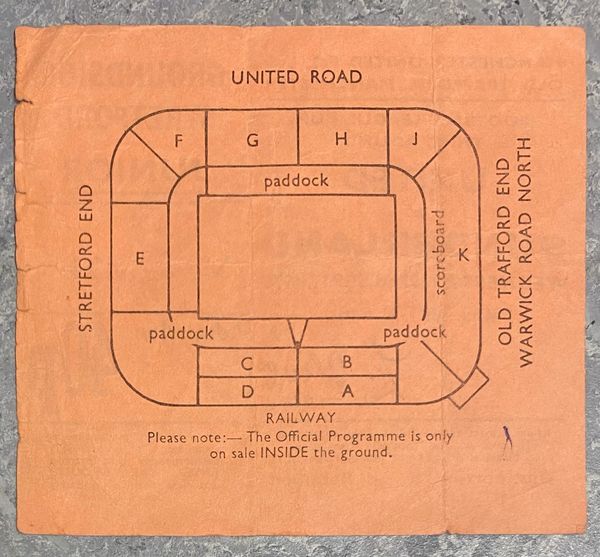 UNITED ROAD
F
G
H
J
paddock
STRETFORD END
E
scoreboard
K
OLD TRAFFORD END
WARWICK ROAD NORTH
paddock
paddock
C
B
D
A
RAILWAY
Please note:— The Official Programme is only
on sale INSIDE the ground.